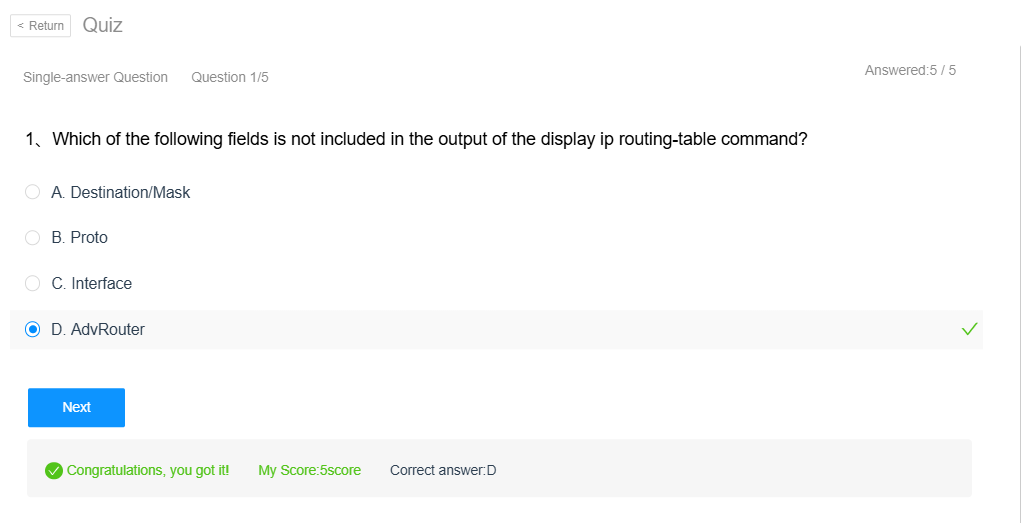 < Return Quiz
Single-answer Question Question 1/5 Answered:5 / 5
1、Which of the following fields is not included in the output of the display ip routing-table command?
A. Destination/Mask
B. Proto
C. Interface
D. AdvRouter
Next
Congratulations, you got it! My Score:5score Correct answer:D